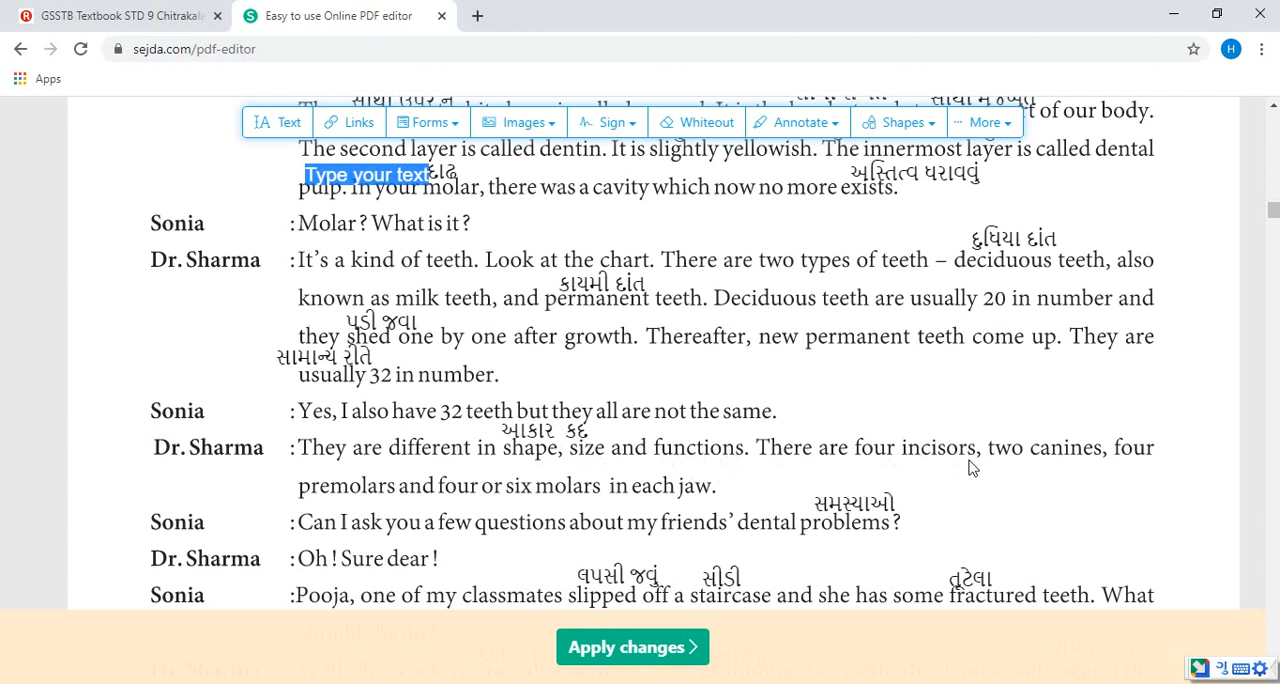 GSSTB Textbook STD 9 Chitrakala
Easy to use Online PDF editor
sejda.com/pdf-editor
H
Apps
સૌથી ઉપર નું સૌથી મજબૂત
Text Links Forms Images Sign Whiteout Annotate Shapes More
rt of our body.
The second layer is called dentin. It is slightly yellowish. The innermost layer is called dental
Type your text દાઢ અસ્તિત્વ ધરાવવું
pulp. In your molar, there was a cavity which now no more exists.
Sonia : Molar ? What is it ?
દુધિયા દાંત
Dr. Sharma : It’s a kind of teeth. Look at the chart. There are two types of teeth – deciduous teeth, also
કાયમી દાંત
known as milk teeth, and permanent teeth. Deciduous teeth are usually 20 in number and
પડી જવા
they shed one by one after growth. Thereafter, new permanent teeth come up. They are
સામાન્ય રીતે
usually 32 in number.
Sonia : Yes, I also have 32 teeth but they all are not the same.
આકાર કદ
Dr. Sharma : They are different in shape, size and functions. There are four incisors, two canines, four
premolars and four or six molars in each jaw.
સમસ્યાઓ
Sonia : Can I ask you a few questions about my friends’ dental problems ?
Dr. Sharma : Oh ! Sure dear !
લપસી જવું સીડી તૂટેલા
Sonia :Pooja, one of my classmates slipped off a staircase and she has some fractured teeth. What
Apply changes